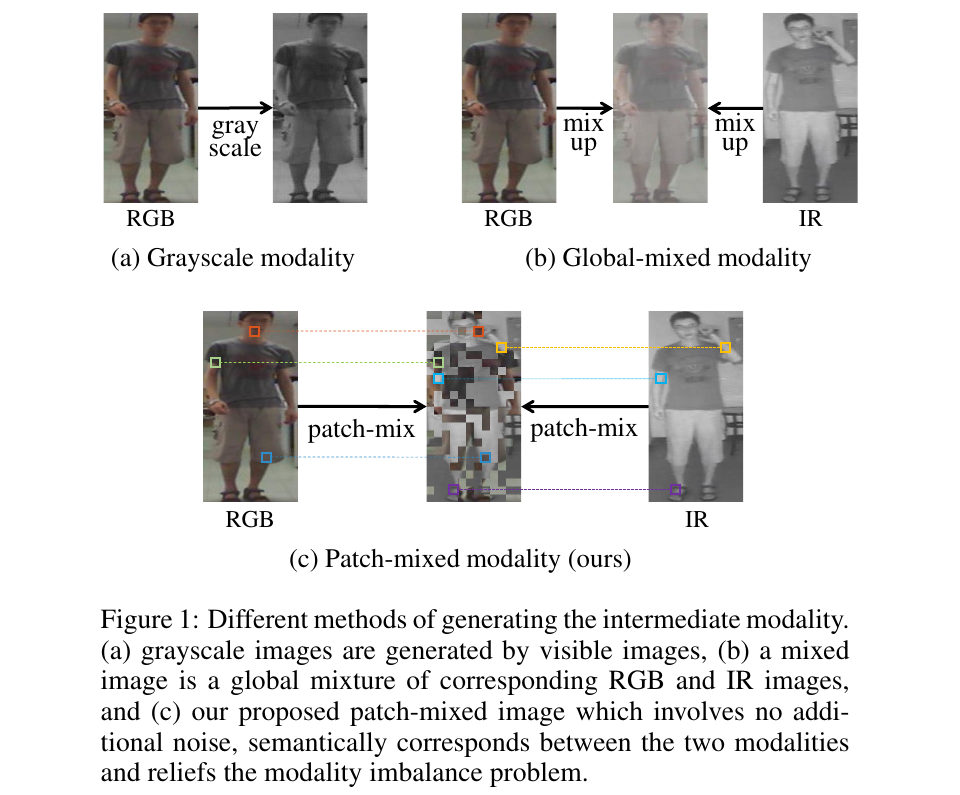 gray
scale
mix
up
mix
up
RGB
RGB
IR
(a) Grayscale modality
(b) Global-mixed modality
patch-mix
patch-mix
RGB
IR
(c) Patch-mixed modality (ours)
Figure 1: Different methods of generating the intermediate modality.
(a) grayscale images are generated by visible images, (b) a mixed
image is a global mixture of corresponding RGB and IR images,
and (c) our proposed patch-mixed image which involves no addi-
tional noise, semantically corresponds between the two modalities
and reliefs the modality imbalance problem.